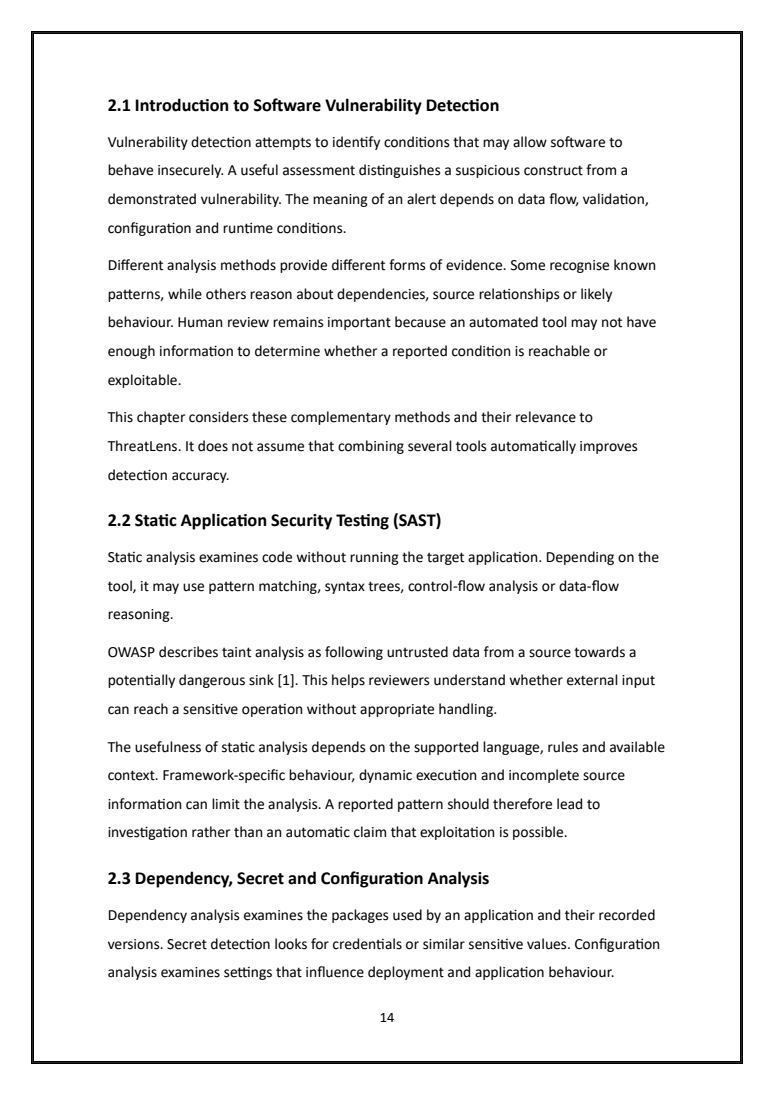 2.1 Introduction to Software Vulnerability Detection
Vulnerability detection attempts to identify conditions that may allow software to
behave insecurely. A useful assessment distinguishes a suspicious construct from a
demonstrated vulnerability. The meaning of an alert depends on data flow, validation,
configuration and runtime conditions.
Different analysis methods provide different forms of evidence. Some recognise known
patterns, while others reason about dependencies, source relationships or likely
behaviour. Human review remains important because an automated tool may not have
enough information to determine whether a reported condition is reachable or
exploitable.
This chapter considers these complementary methods and their relevance to
ThreatLens. It does not assume that combining several tools automatically improves
detection accuracy.
2.2 Static Application Security Testing (SAST)
Static analysis examines code without running the target application. Depending on the
tool, it may use pattern matching, syntax trees, control-flow analysis or data-flow
reasoning.
OWASP describes taint analysis as following untrusted data from a source towards a
potentially dangerous sink [1]. This helps reviewers understand whether external input
can reach a sensitive operation without appropriate handling.
The usefulness of static analysis depends on the supported language, rules and available
context. Framework-specific behaviour, dynamic execution and incomplete source
information can limit the analysis. A reported pattern should therefore lead to
investigation rather than an automatic claim that exploitation is possible.
2.3 Dependency, Secret and Configuration Analysis
Dependency analysis examines the packages used by an application and their recorded
versions. Secret detection looks for credentials or similar sensitive values. Configuration
analysis examines settings that influence deployment and application behaviour.
14